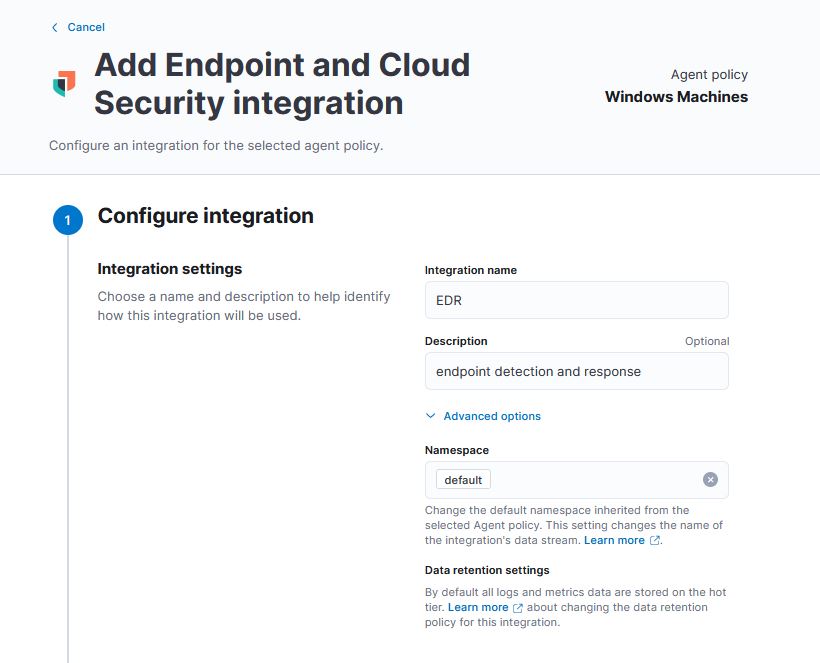 Cancel
Add Endpoint and Cloud
Security integration
Agent policy
Windows Machines
Configure an integration for the selected agent policy.
1
Configure integration
Integration settings
Choose a name and description to help identify
how this integration will be used.
Integration name
EDR
Description
Optional
endpoint detection and response
Advanced options
Namespace
default
Change the default namespace inherited from the
selected Agent policy. This setting changes the name of
the integration's data stream. Learn more.
Data retention settings
By default all logs and metrics data are stored on the hot
tier. Learn more about changing the data retention
policy for this integration.